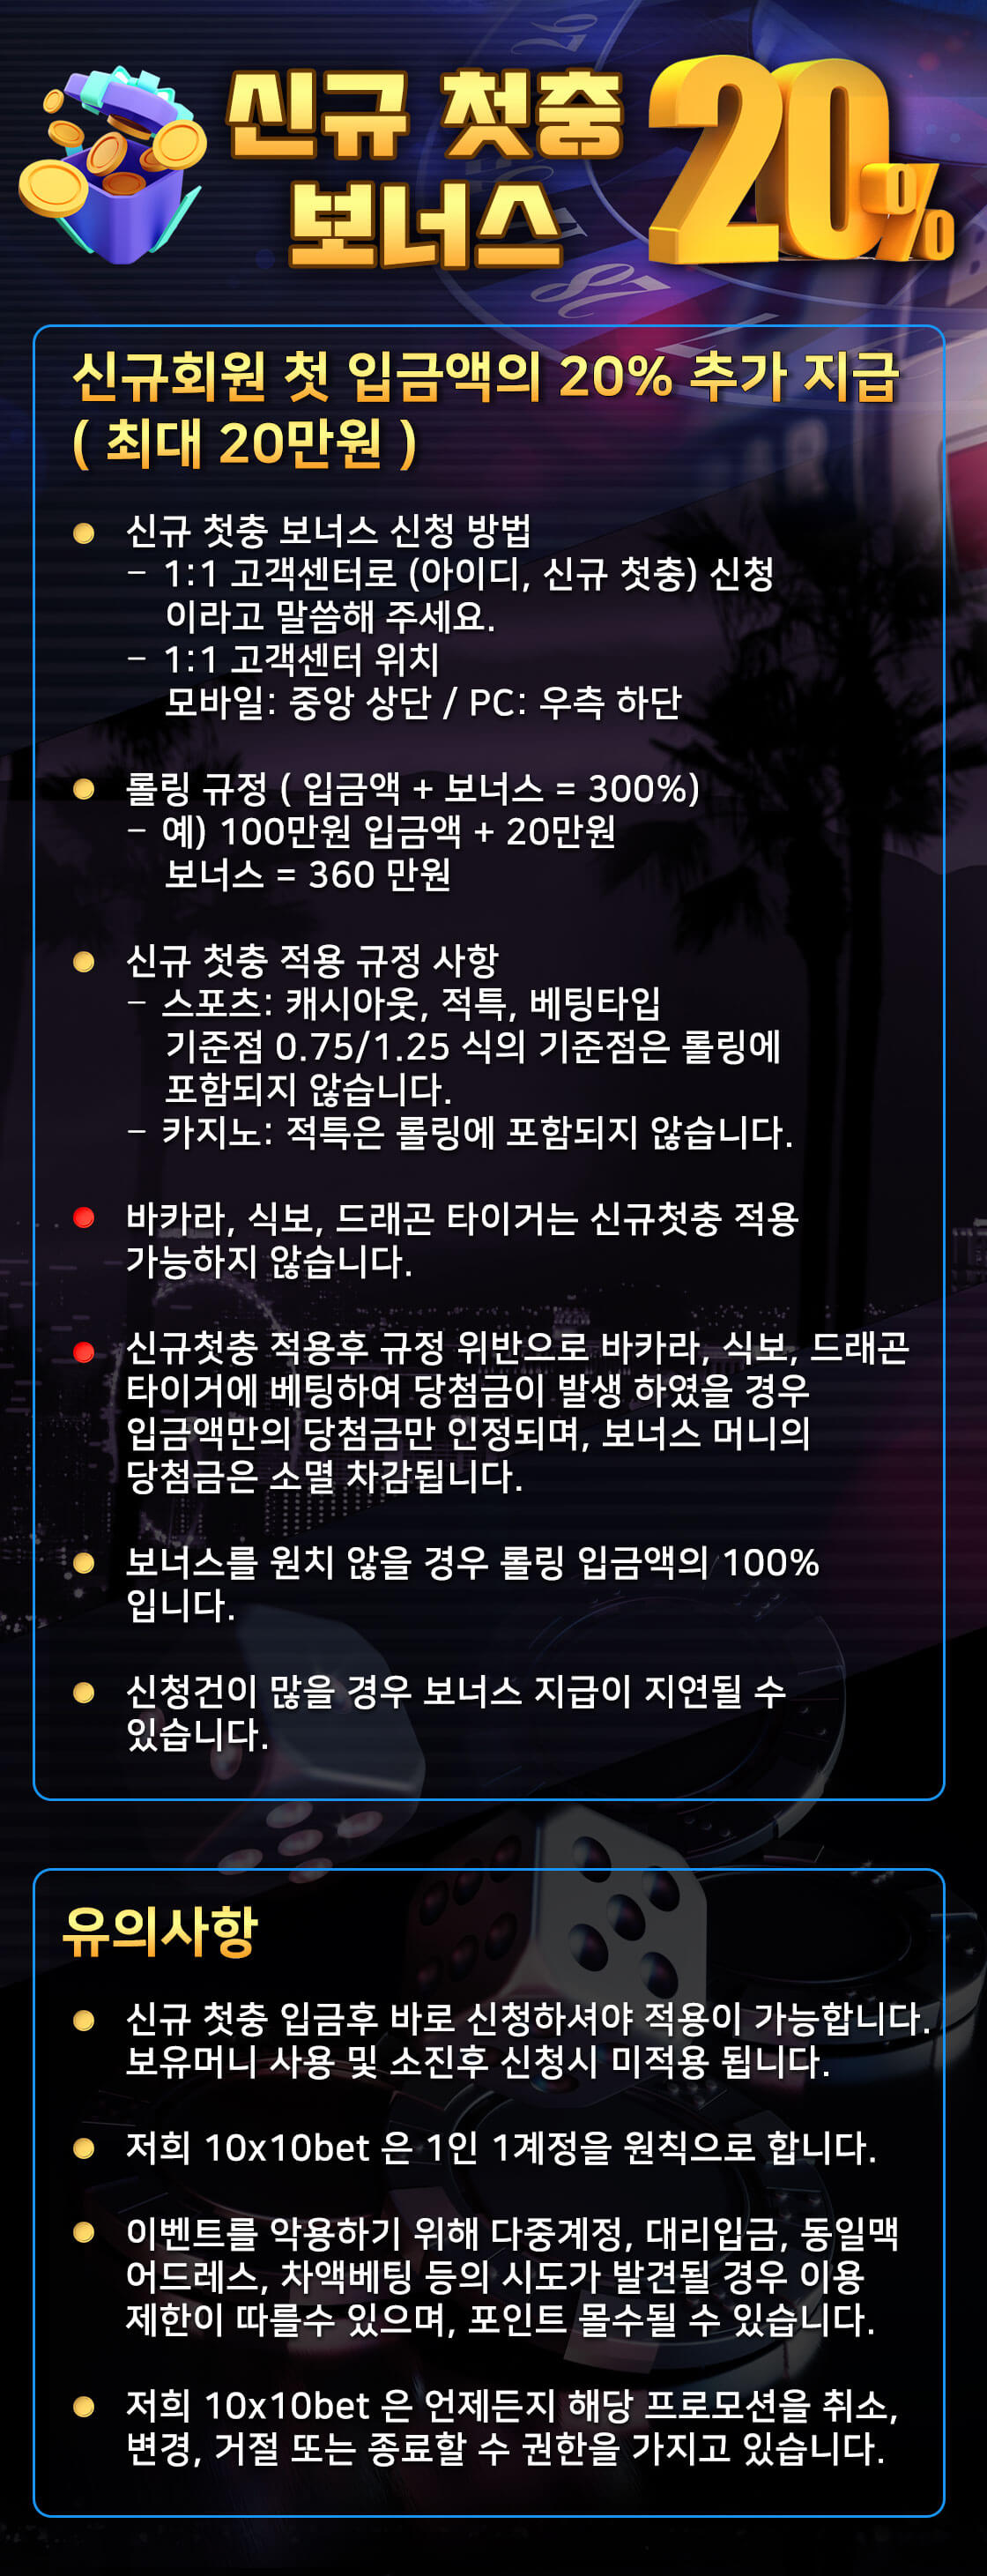 신규 첫충
보너스
20%
신규회원 첫 입금액의 20% 추가 지급
( 최대 20만원 )
신규 첫충 보너스 신청 방법
- 1:1 고객센터로 (아이디, 신규 첫충) 신청
이라고 말씀해 주세요.
- 1:1 고객센터 위치
모바일: 중앙 상단 / PC: 우측 하단
롤링 규정 ( 입금액 + 보너스 = 300%)
- 예) 100만원 입금액 + 20만원
보너스 = 360 만원
신규 첫충 적용 규정 사항
- 스포츠: 캐시아웃, 적특, 베팅타입
기준점 0.75/1.25 식의 기준점은 롤링에
포함되지 않습니다.
- 카지노: 적특은 롤링에 포함되지 않습니다.
바카라, 식보, 드래곤 타이거는 신규첫충 적용
가능하지 않습니다.
신규첫충 적용후 규정 위반으로 바카라, 식보, 드래곤
타이거에 베팅하여 당첨금이 발생 하였을 경우
입금액만의 당첨금만 인정되며, 보너스 머니의
당첨금은 소멸 차감됩니다.
보너스를 원치 않을 경우 롤링 입금액의 100%
입니다.
신청건이 많을 경우 보너스 지급이 지연될 수
있습니다.
유의사항
신규 첫충 입금후 바로 신청하셔야 적용이 가능합니다.
보유머니 사용 및 소진후 신청시 미적용 됩니다.
저희 10x10bet 은 1인 1계정을 원칙으로 합니다.
이벤트를 악용하기 위해 다중계정, 대리입금, 동일맥
어드레스, 차액베팅 등의 시도가 발견될 경우 이용
제한이 따를수 있으며, 포인트 몰수될 수 있습니다.
저희 10x10bet 은 언제든지 해당 프로모션을 취소,
변경, 거절 또는 종료할 수 권한을 가지고 있습니다.